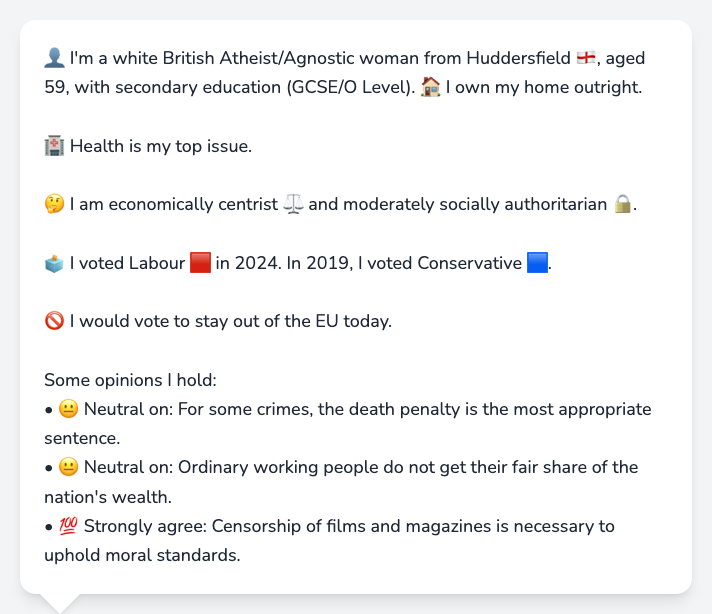 👤 I'm a white British Atheist/Agnostic woman from Huddersfield 🏴󠁧󠁢󠁥󠁮󠁧󠁿, aged
59, with secondary education (GCSE/O Level). 🏠 I own my home outright.
🏥 Health is my top issue.
🤔 I am economically centrist ⚖️ and moderately socially authoritarian 🔒.
🗳️ I voted Labour 🟥 in 2024. In 2019, I voted Conservative 🟦.
🚫 I would vote to stay out of the EU today.
Some opinions I hold:
• 😐 Neutral on: For some crimes, the death penalty is the most appropriate
sentence.
• 😐 Neutral on: Ordinary working people do not get their fair share of the
nation's wealth.
• 💯 Strongly agree: Censorship of films and magazines is necessary to
uphold moral standards.